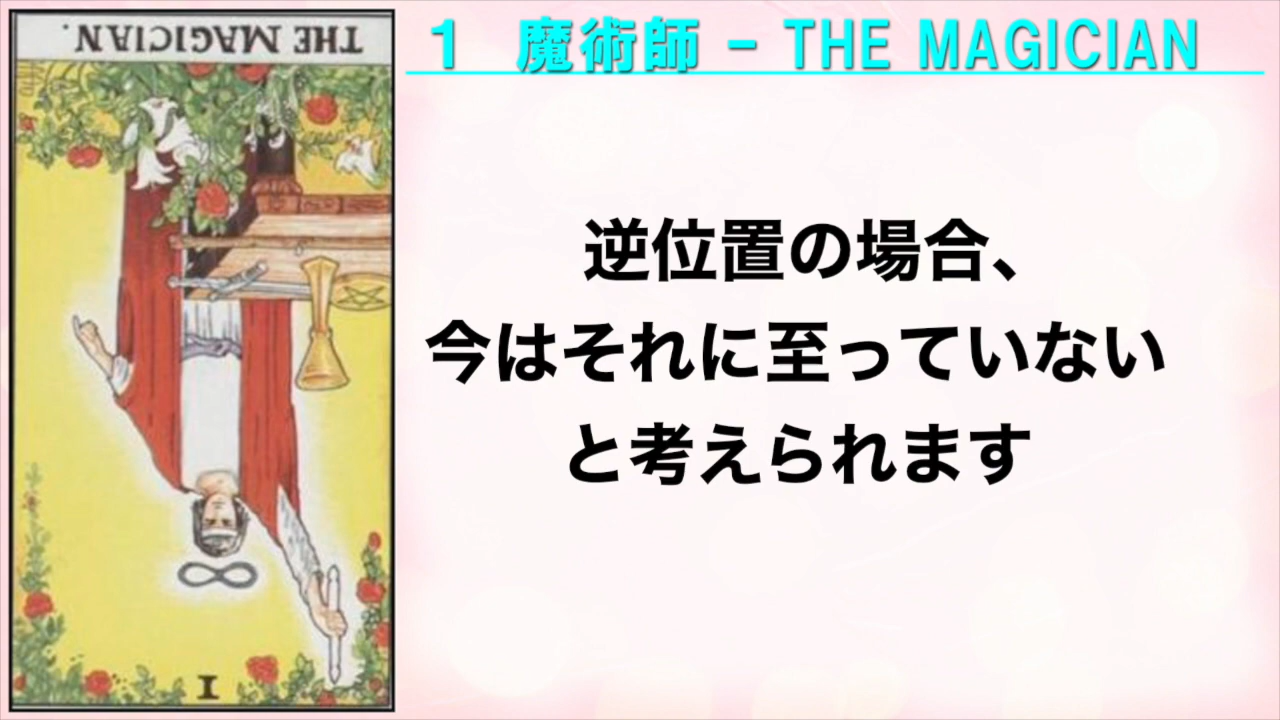 THE MAGICIAN.
I
1 魔術師 - THE MAGICIAN
逆位置の場合、
今はそれに至っていない
と考えられます